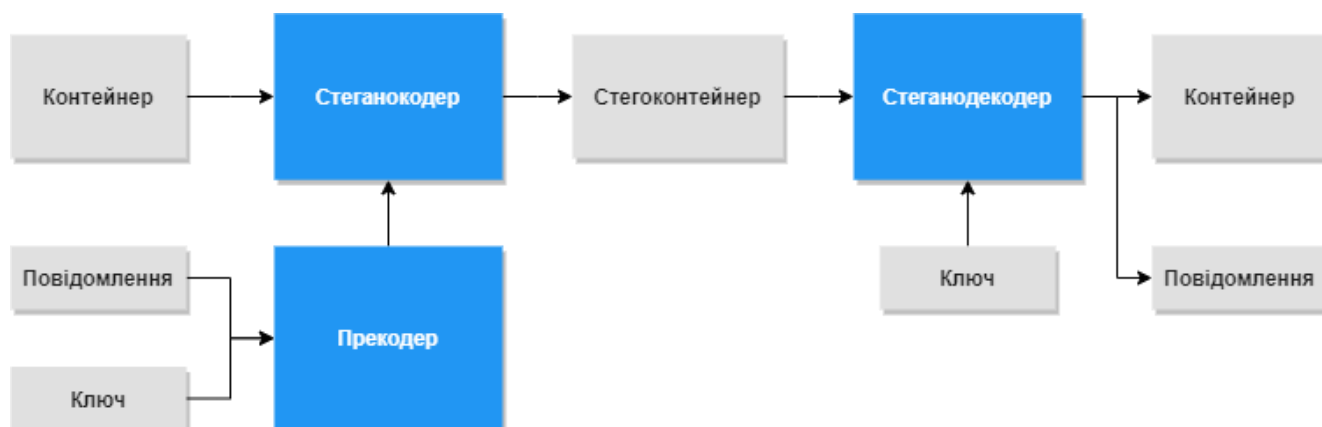 Контейнер
Стеганокодер
Стегоконтейнер
Стеганодекодер
Контейнер
Повідомлення
Прекодер
Ключ
Ключ
Повідомлення